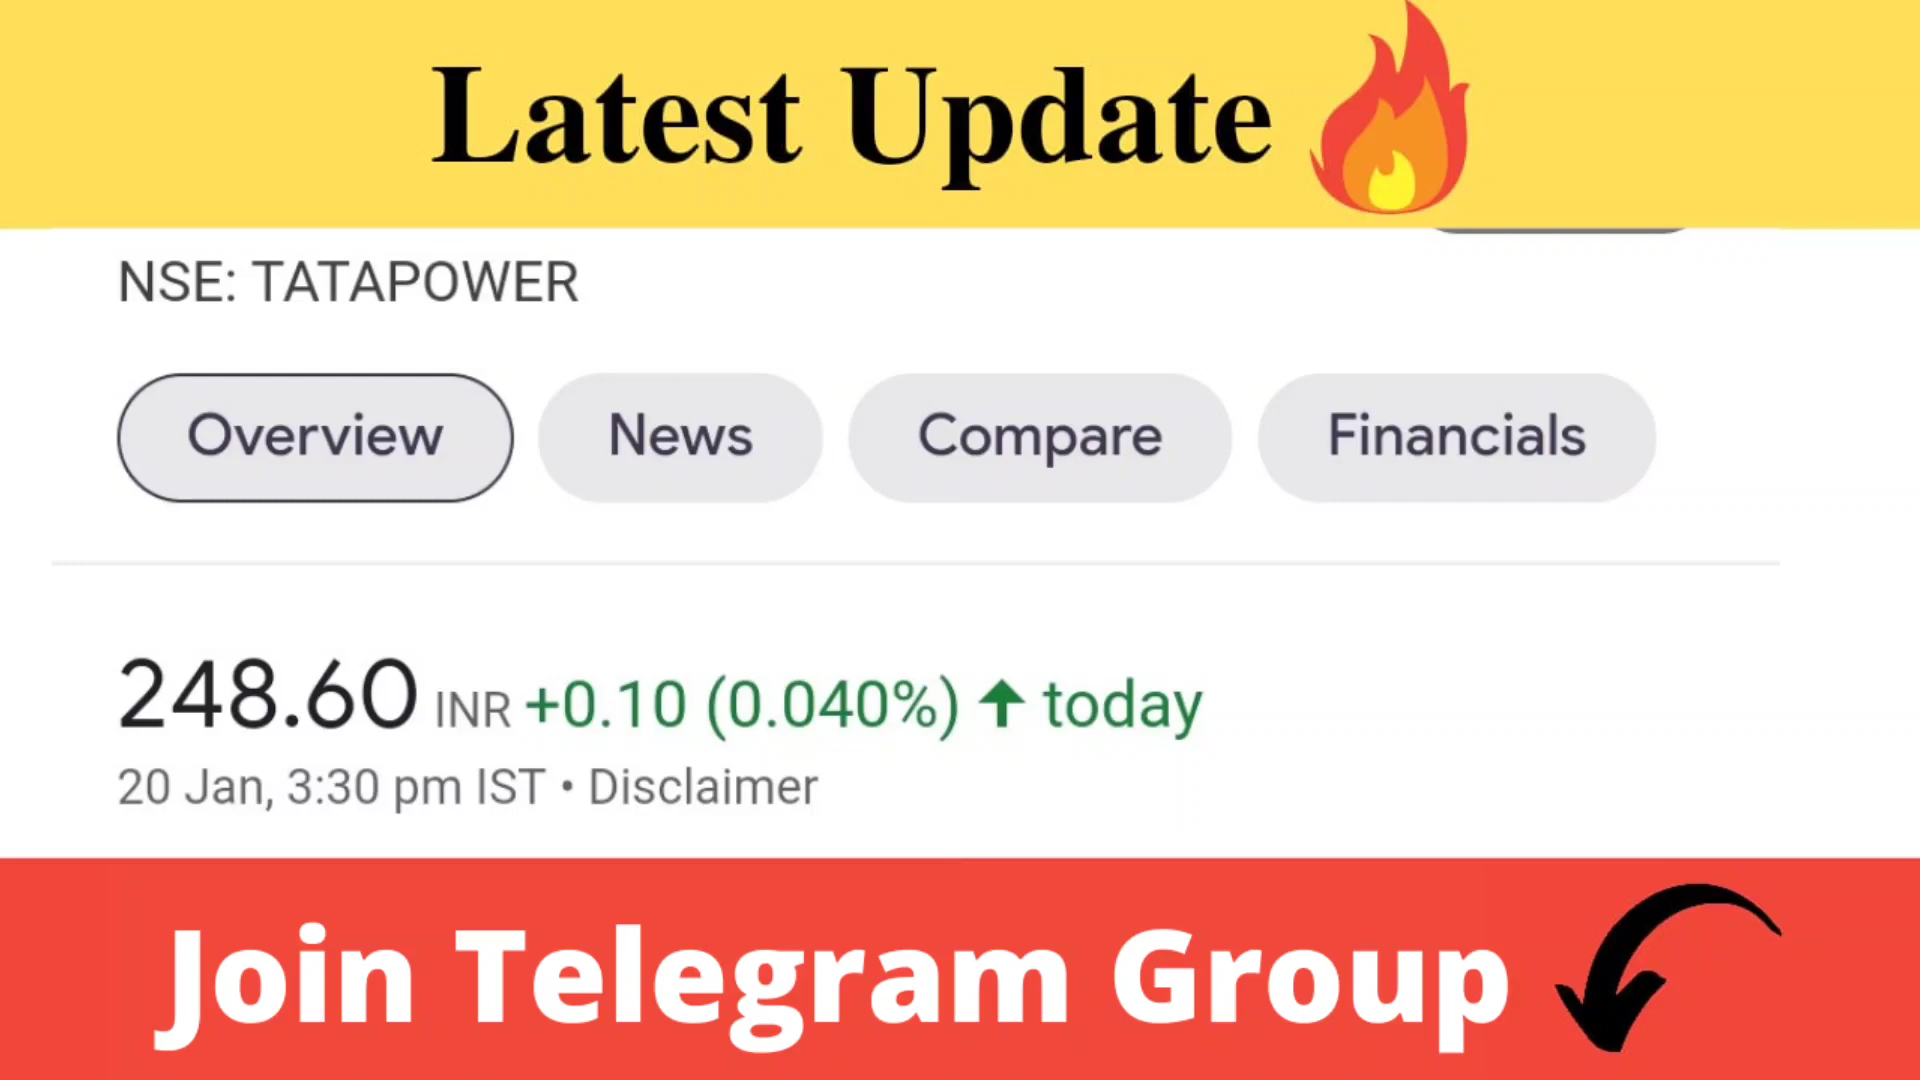 Latest Update
NSE: TATAPOWER
Overview News Compare Financials
248.60 INR +0.10 (0.040%) ↑ today
20 Jan, 3:30 pm IST • Disclaimer
Join Telegram Group